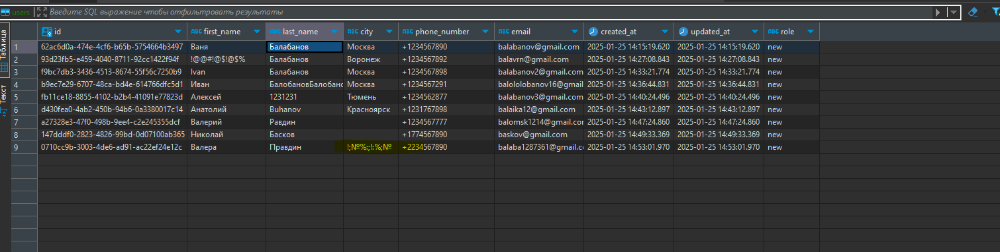 users Введите SQL выражение чтобы отфильтровать результаты
Таблица
Текст
id ABC first_name ABC last_name ABC city ABC phone_number ABC email created_at updated_at ABC role
1 62ac6d0a-474e-4cf6-b65b-5754664b3497 Ваня Балабанов Москва +1234567890 balabanov@gmail.com 2025-01-25 14:15:19.620 2025-01-25 14:15:19.620 new
2 93d23fb5-e459-4040-8711-92cc1422f94f !@@#!@$!@$% Балабанов Воронеж +1234567892 balavrn@gmail.com 2025-01-25 14:27:08.843 2025-01-25 14:27:08.843 new
3 f9bc7db3-3436-4513-8674-55f56c7250b9 Ivan Балабанов Москва +1234567898 balabanov2@gmail.com 2025-01-25 14:33:21.774 2025-01-25 14:33:21.774 new
4 b9ec7e29-6707-48ca-bd4e-614766dfc5d1 Иван БалобановБалобано Москва +1234567291 balololobanov16@gmail 2025-01-25 14:36:44.831 2025-01-25 14:36:44.831 new
5 fb11ce18-8855-4102-b2b4-41091e77823d Алексей 1231231 Тюмень +1234562877 balabanov3@gmail.com 2025-01-25 14:40:24.496 2025-01-25 14:40:24.496 new
6 d430fea0-4ab2-450b-94b6-0a3380017c14 Анатолий Buhanov Красноярск +1231767898 balaika12@gmail.com 2025-01-25 14:43:12.897 2025-01-25 14:43:12.897 new
7 a27328e3-47f0-498b-9ee4-c2e245355dcf Валерий Равдин +1234567777 balomsk1214@gmail.com 2025-01-25 14:47:24.860 2025-01-25 14:47:24.860 new
8 147dddf0-2823-4826-99bd-0d07100ab365 Николай Басков +1774567890 baskov@gmail.com 2025-01-25 14:49:33.369 2025-01-25 14:49:33.369 new
9 0710cc9b-3003-4de6-ad91-ac22ef24e12c Валера Правдин !;№%:;!:%;№ +2234567890 balaba1287361@gmail.c 2025-01-25 14:53:01.970 2025-01-25 14:53:01.970 new